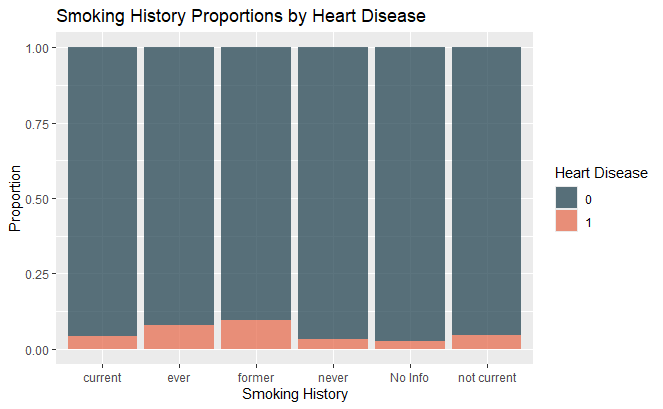 Smoking History Proportions by Heart Disease
1.00
0.75
0.50
0.25
0.00
Proportion
current ever former never No Info not current
Smoking History
Heart Disease
0
1